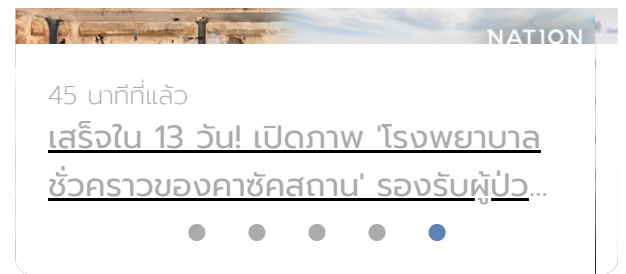 NATION
45 นาทีที่แล้ว
เสร็จใน 13 วัน! เปิดภาพ 'โรงพยาบาล
ชั่วคราวของคาซัคสถาน' รองรับผู้ป่ว...